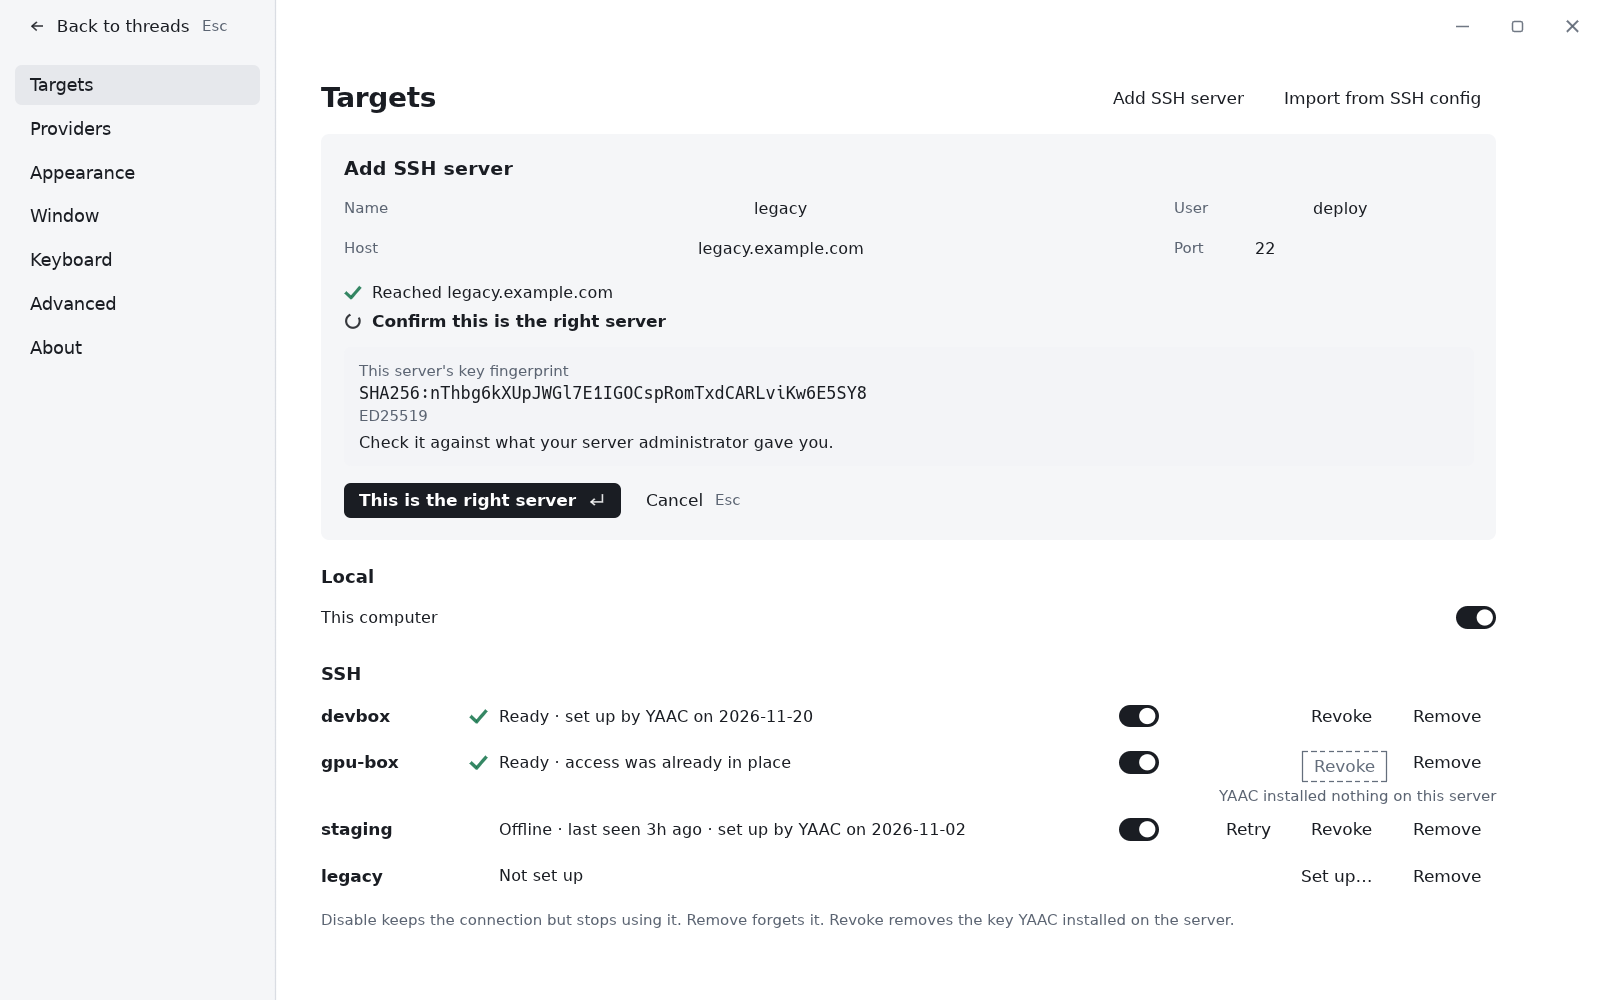 Back to threads Esc
Targets
Providers
Appearance
Window
Keyboard
Advanced
About
Targets
Add SSH server
Import from SSH config
Add SSH server
Name legacy User deploy
Host legacy.example.com Port 22
Reached legacy.example.com
Confirm this is the right server
This server's key fingerprint
SHA256:nThbg6kXUpJWGl7E1IGOCspRomTxdCARLviKw6E5SY8
ED25519
Check it against what your server administrator gave you.
This is the right server
Cancel Esc
Local
This computer
SSH
devbox Ready · set up by YAAC on 2026-11-20 Revoke Remove
gpu-box Ready · access was already in place Revoke Remove
YAAC installed nothing on this server
staging Offline · last seen 3h ago · set up by YAAC on 2026-11-02 Retry Revoke Remove
legacy Not set up Set up... Remove
Disable keeps the connection but stops using it. Remove forgets it. Revoke removes the key YAAC installed on the server.